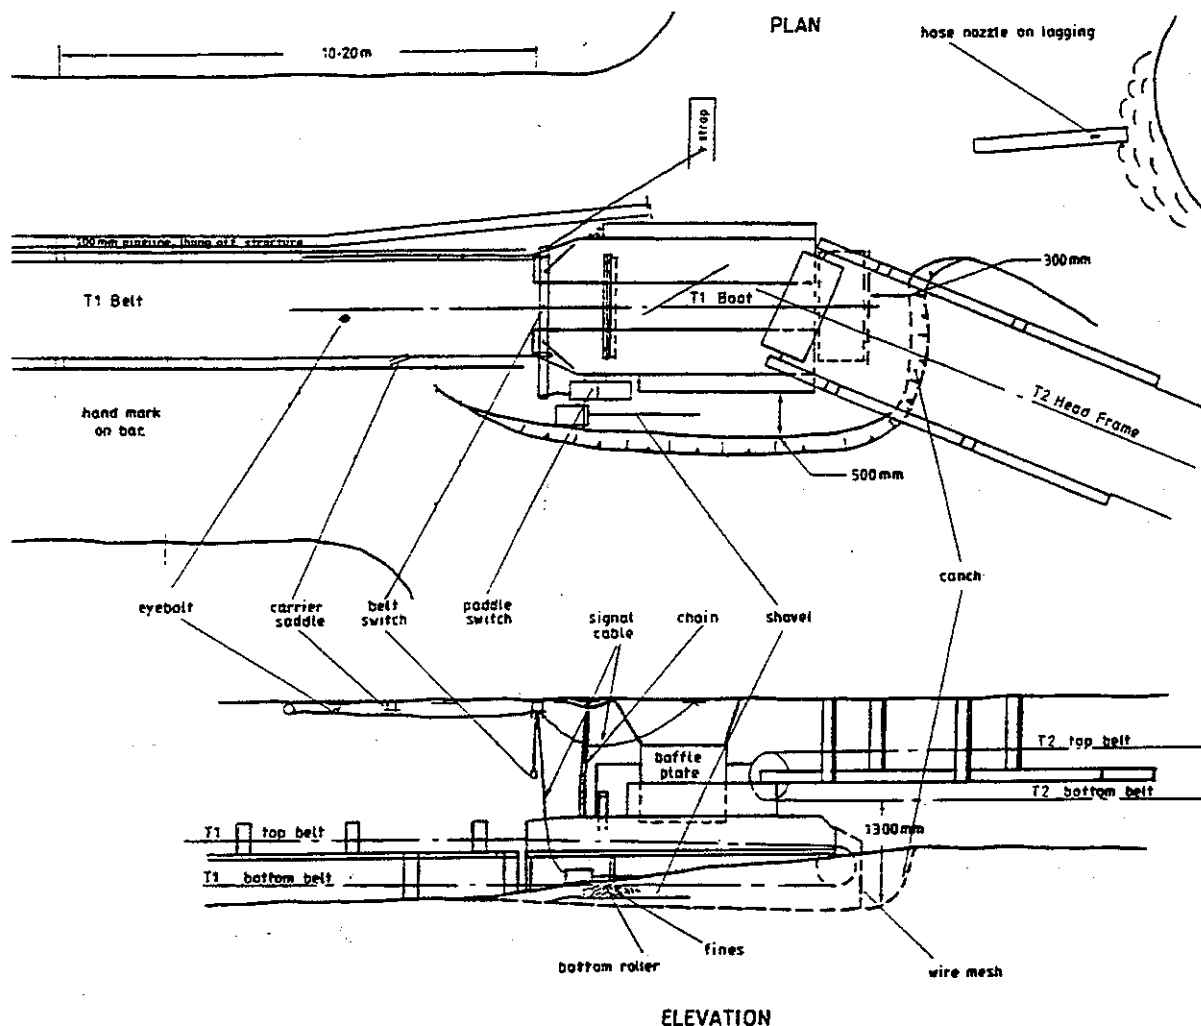 PLAN
10-20m
hose nozzle on lagging
strap
T1 Belt
T1 Boot
300mm
hand mark
on bar.
T2 Head Frame
500mm
canch
eyebolt
carrier
saddle
belt
switch
paddle
switch
signal
cable
chain
shovel
baffle
plate
T2 top belt
T2 bottom belt
1300mm
T1 top belt
T1 bottom belt
fines
bottom roller
wire mesh
ELEVATION